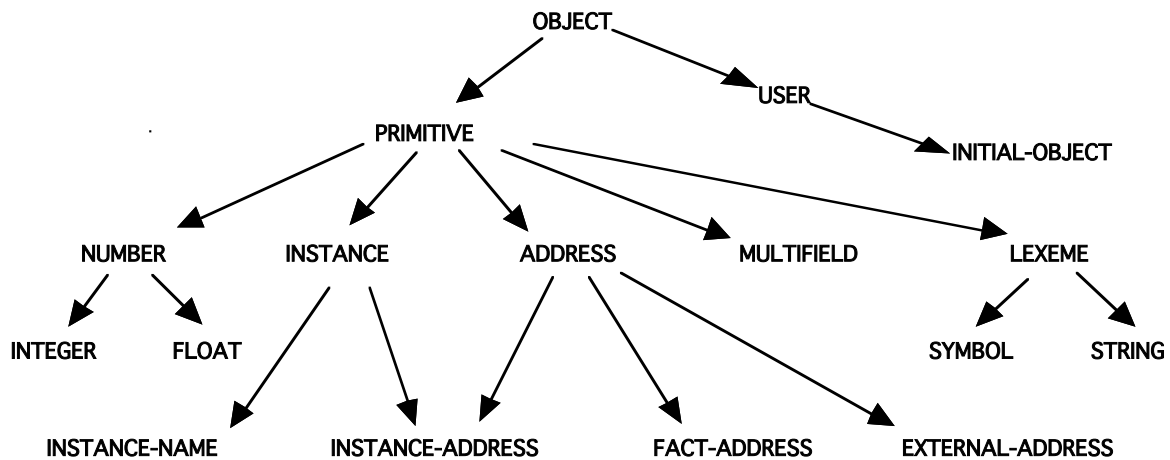 OBJECT
USER
PRIMITIVE
INITIAL-OBJECT
NUMBER INSTANCE ADDRESS MULTIFIELD LEXEME
INTEGER FLOAT SYMBOL STRING
INSTANCE-NAME INSTANCE-ADDRESS FACT-ADDRESS EXTERNAL-ADDRESS